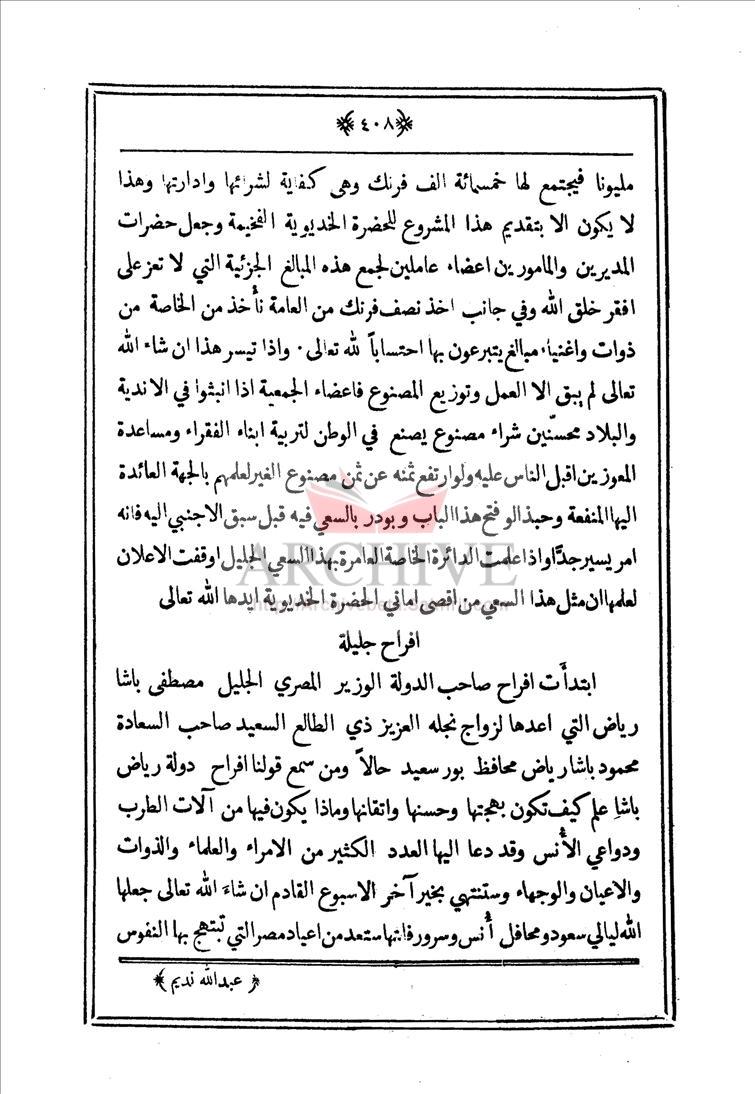 ﴿٤٠٨﴾
مليونا فيجتمع لها خمسمائة الف فرنك وهى كفاية لشرائها وادارتها وهذا
لا يكون الا بتقديم هذا المشروع للحضرة الخديوية الفخيمة وجعل حضرات
المديرين والمامورين اعضاء عاملين لجمع هذه المبالغ الجزئية التي لا تعز على
افقر خلق الله وفي جانب اخذ نصف فرنك من العامة نأخذ من الخاصة من
ذوات واغنياء مبالغ يتبرعون بها احتساباً لله تعالى ٠ واذا تيسر هذا ان شاء الله
تعالى لم يبق الا العمل وتوزيع المصنوع فاعضاء الجمعية اذا انبثوا في الاندية
والبلاد محسّنين شراء مصنوع يصنع في الوطن لتربية ابناء الفقراء ومساعدة
المعوزين اقبل الناس عليه ولو ارتفع ثمنه عن ثمن مصنوع الغير لعلمهم بالجهة العائدة
اليها المنفعة وحبذا لو فتح هذا الباب وبودر بالسعي فيه قبل سبق الاجنبي اليه فانه
امر يسير جدًّا واذا علمت الدائرة الخاصة العامرة بهذا السعي الجليل اوقفت الاعلان
لعلمها ان مثل هذا السعي من اقصى اماني الحضرة الخديوية ايدها الله تعالى
افراح جليلة
ابتدأت افراح صاحب الدولة الوزير المصري الجليل مصطفى باشا
رياض التي اعدها لزواج نجله العزيز ذي الطالع السعيد صاحب السعادة
محمود باشا رياض محافظ بور سعيد حالاً ومن سمع قولنا افراح دولة رياض
باشا علم كيف تكون بهجتها وحسنها واتقانها وماذا يكون فيها من آلات الطرب
ودواعي الأُنس وقد دعا اليها العدد الكثير من الامراء والعلماء والذوات
والاعيان والوجهاء وستنتهي بخير آخر الاسبوع القادم ان شاء الله تعالى جعلها
الله ليالي سعود ومحافل أُنس وسرور فانها ستعد من اعياد مصر التي تبتهج بها النفوس
﴿ عبدالله نديم ﴾
ARCHIVE